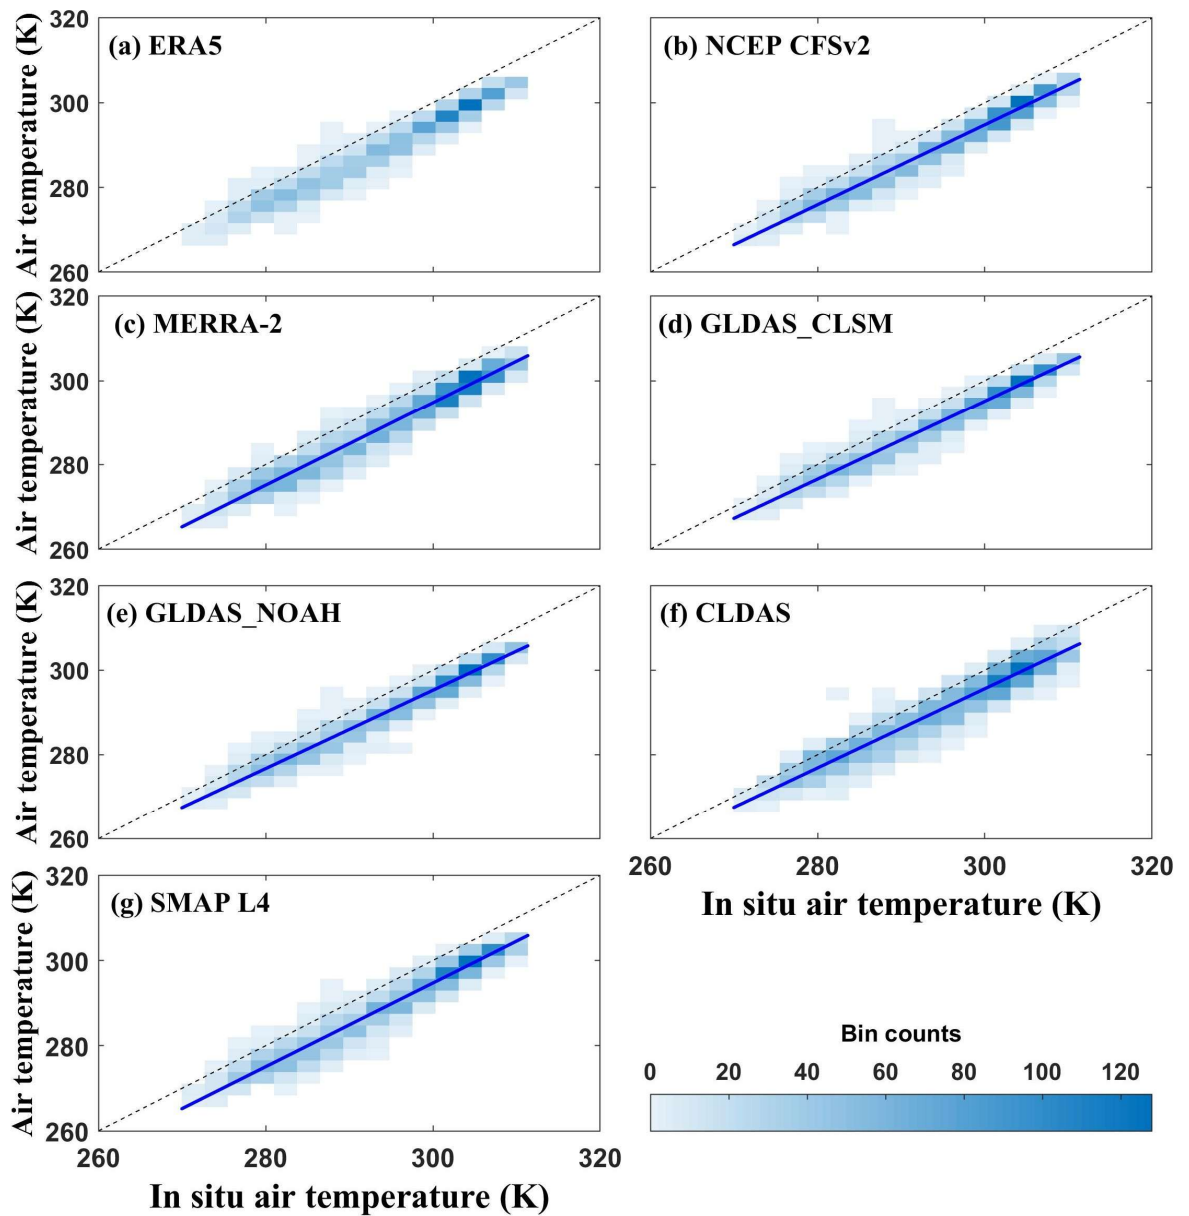 320
300
280
260
Air temperature (K)
(a) ERA5
(b) NCEP CFSv2
320
300
280
260
Air temperature (K)
(c) MERRA-2
(d) GLDAS_CLSM
320
300
280
260
Air temperature (K)
(e) GLDAS_NOAH
(f) CLDAS
260 280 300 320
In situ air temperature (K)
320
300
280
260
Air temperature (K)
(g) SMAP L4
260 280 300 320
In situ air temperature (K)
Bin counts
0 20 40 60 80 100 120